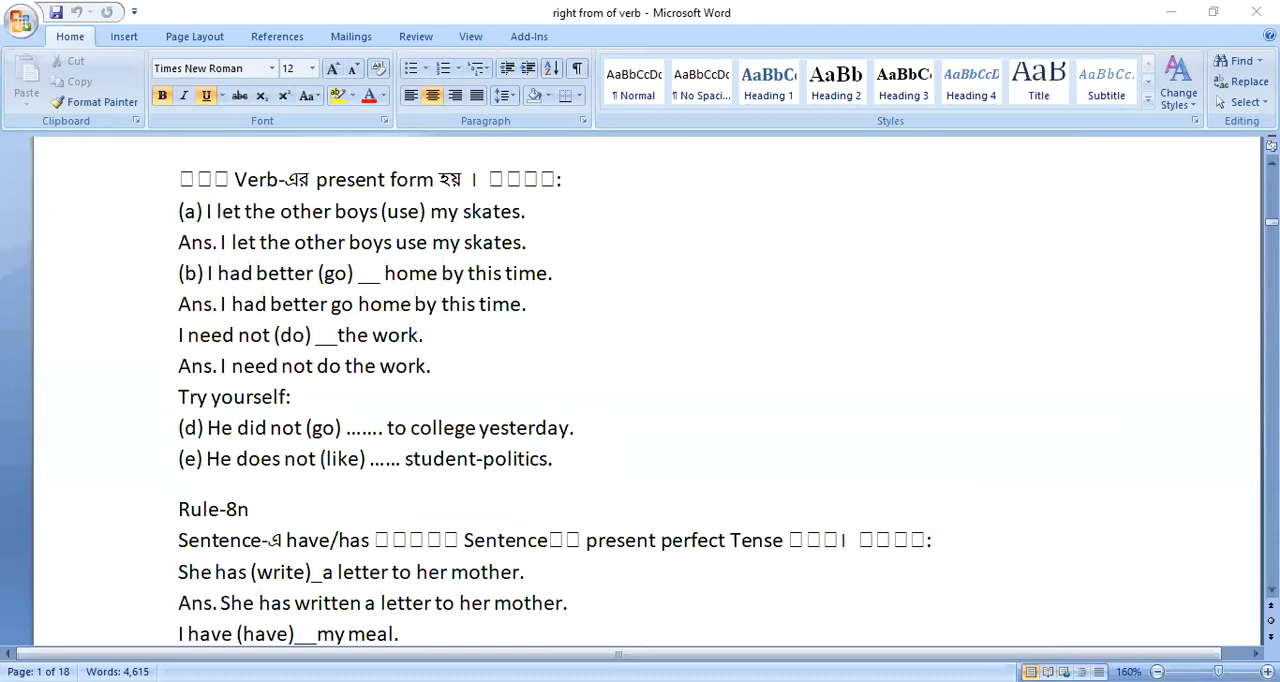 right from of verb - Microsoft Word
Home Insert Page Layout References Mailings Review View Add-Ins
Paste Cut Copy Format Painter Clipboard
Times New Roman 12 Font
Paragraph
AaBbCcDc ¶ Normal AaBbCcDc ¶ No Spaci... AaBbC Heading 1 AaBb Heading 2 AaBbCc Heading 3 AaBbCcD Heading 4 AaB Title AaBbCc. Subtitle Change Styles Styles
Find Replace Select Editing
Verb-এর present form হয় ।:
(a) I let the other boys (use) my skates.
Ans. I let the other boys use my skates.
(b) I had better (go) __ home by this time.
Ans. I had better go home by this time.
I need not (do) __the work.
Ans. I need not do the work.
Try yourself:
(d) He did not (go) ....... to college yesterday.
(e) He does not (like) ...... student-politics.
Rule-8n
Sentence-এ have/has Sentence present perfect Tense ।:
She has (write)_a letter to her mother.
Ans. She has written a letter to her mother.
I have (have)__my meal.
Page: 1 of 18 Words: 4,615 160%